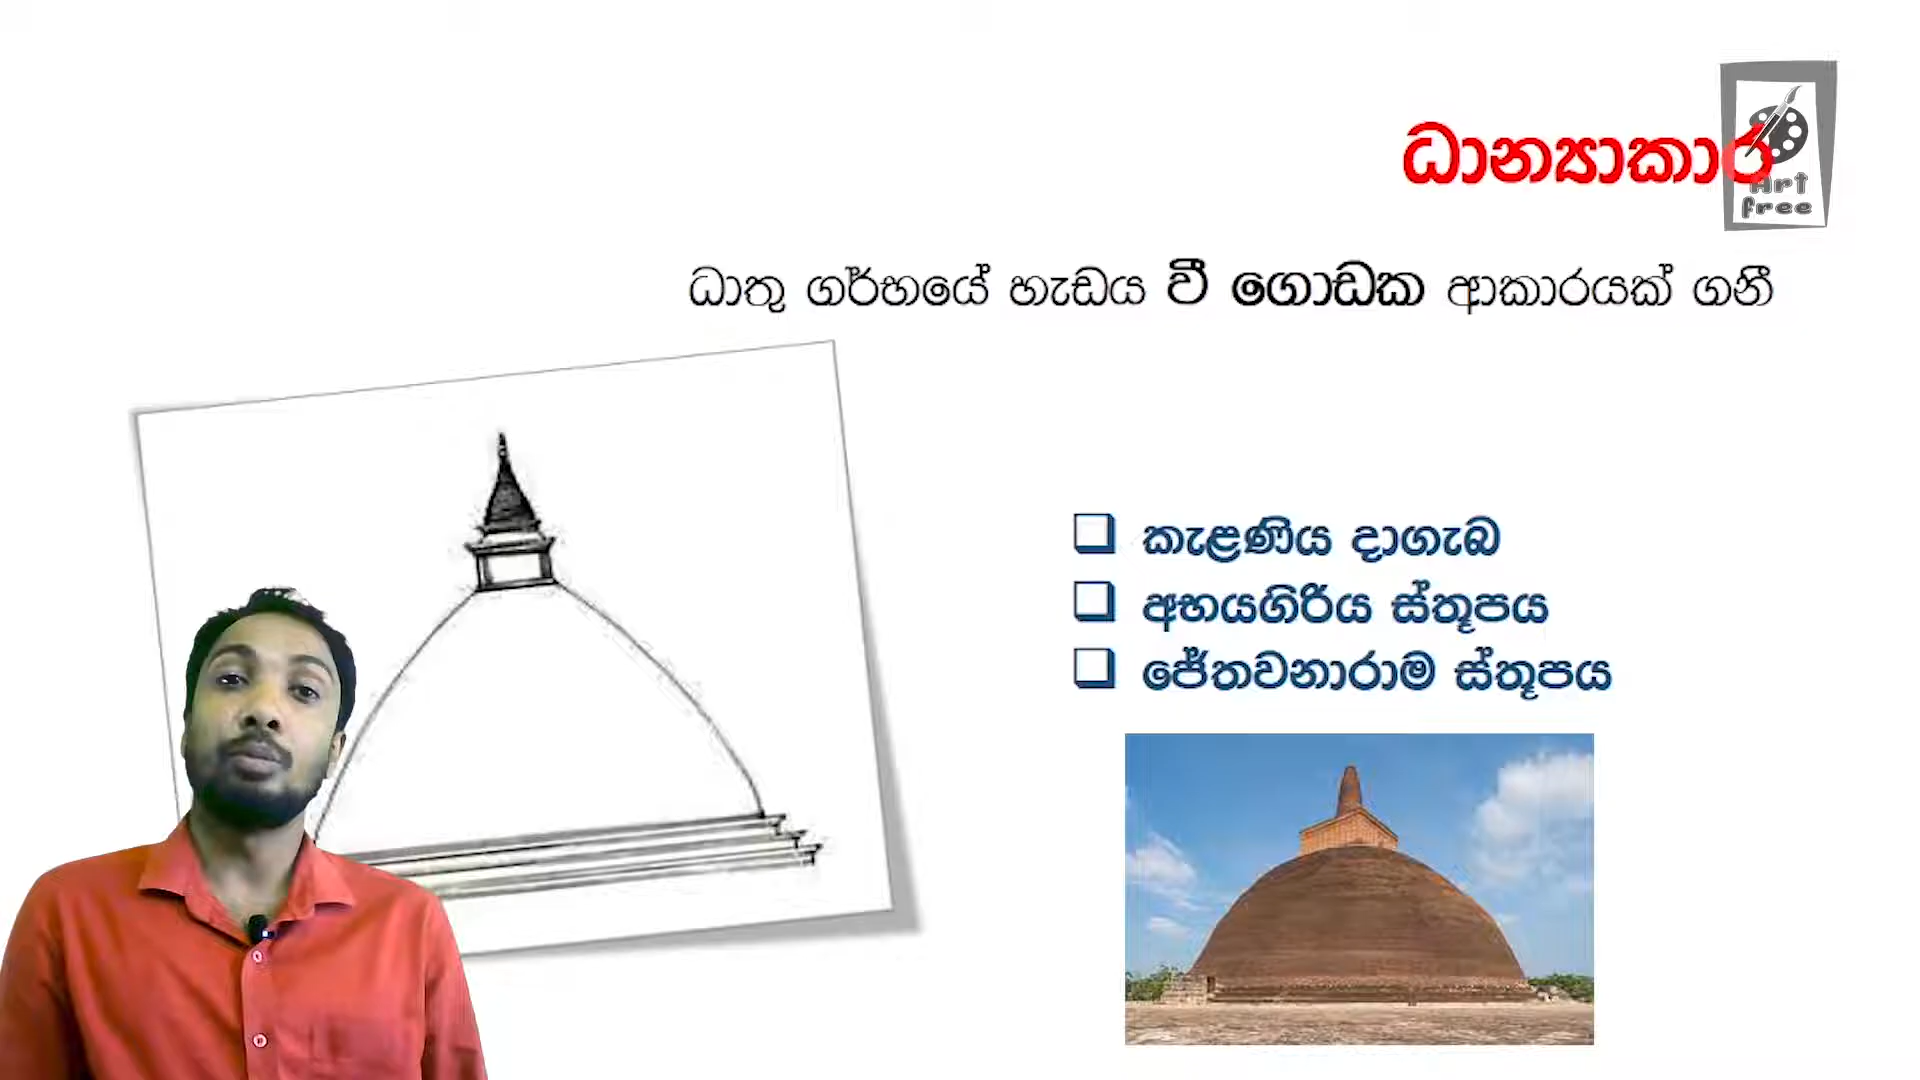 ධාන්‍යාකාර
Art
free
ධාතු ගර්භයේ හැඩය වී ගොඩක ආකාරයක් ගනී
කැළණිය දාගැබ
අභයගිරිය ස්තූපය
ජේතවනාරාම ස්තූපය